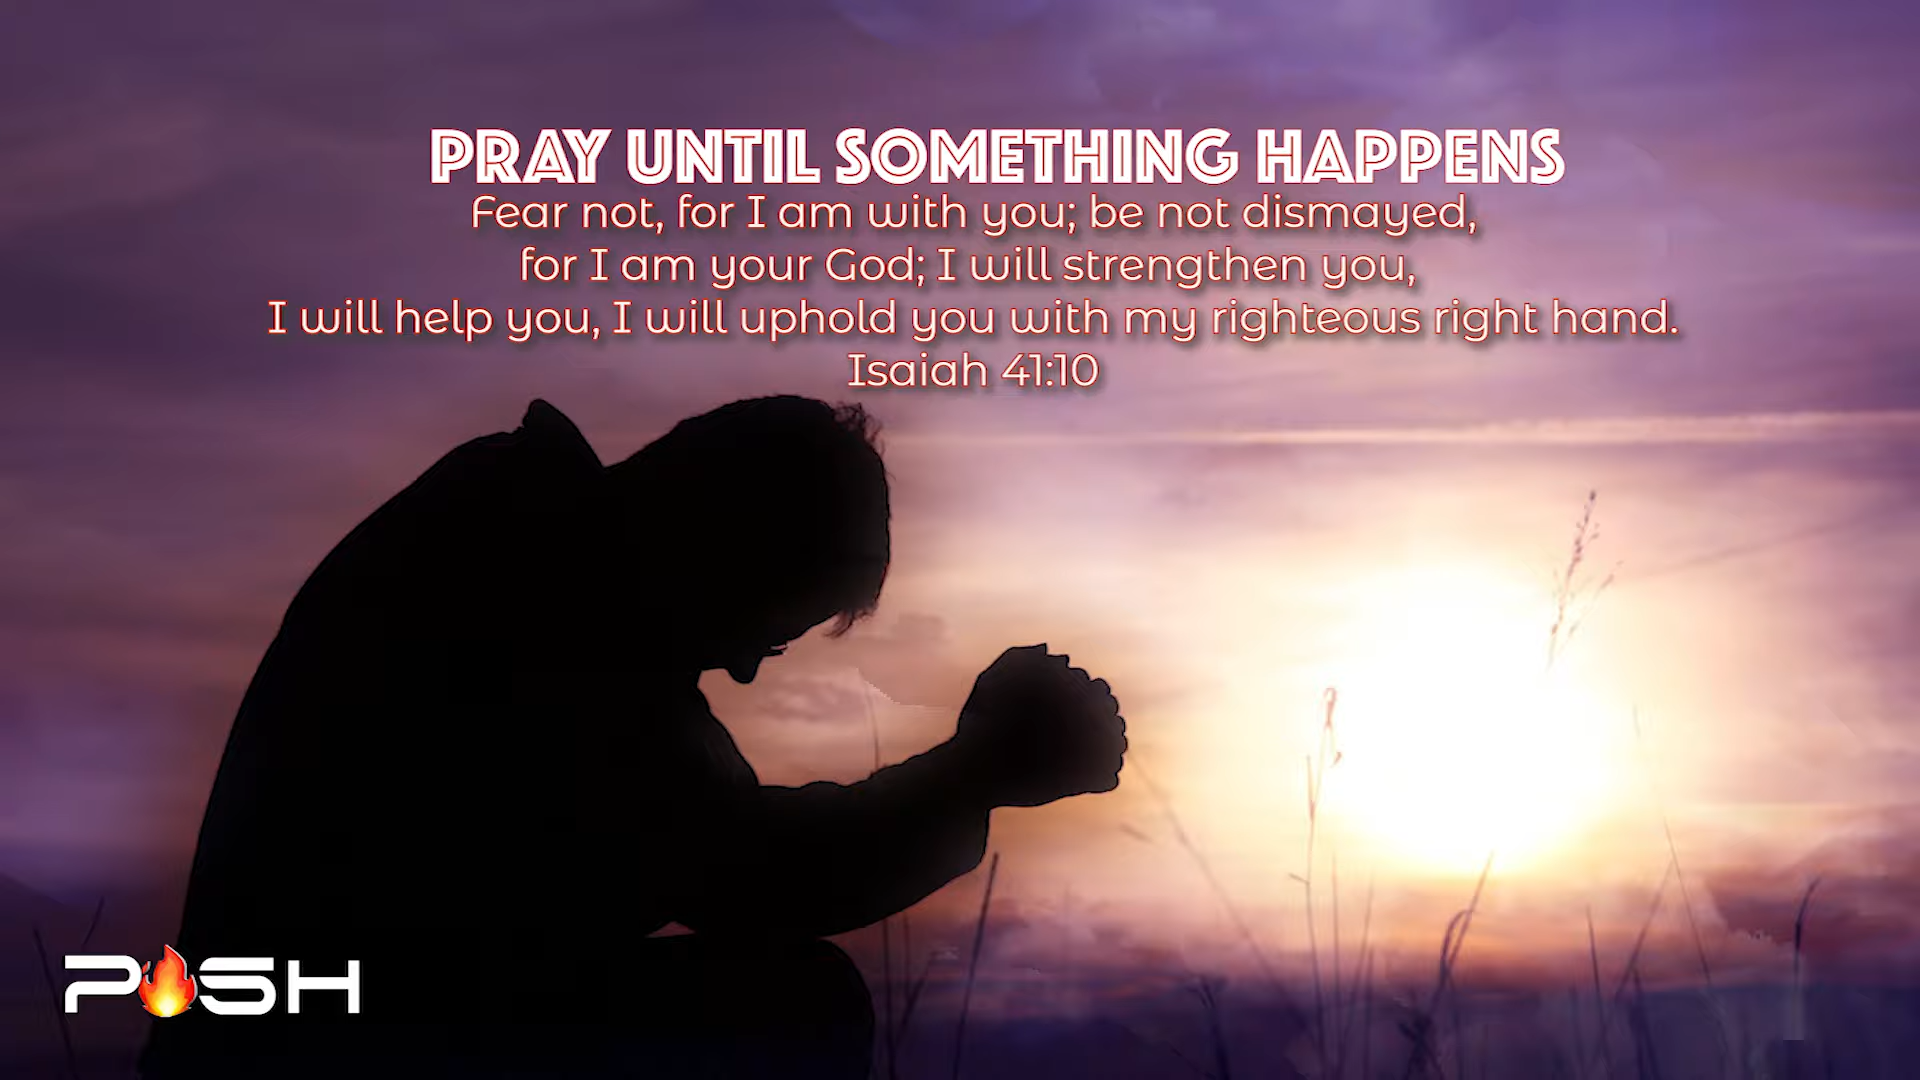 PRAY UNTIL SOMETHING HAPPENS
Fear not, for I am with you; be not dismayed,
for I am your God; I will strengthen you,
I will help you, I will uphold you with my righteous right hand.
Isaiah 41:10
PUSH